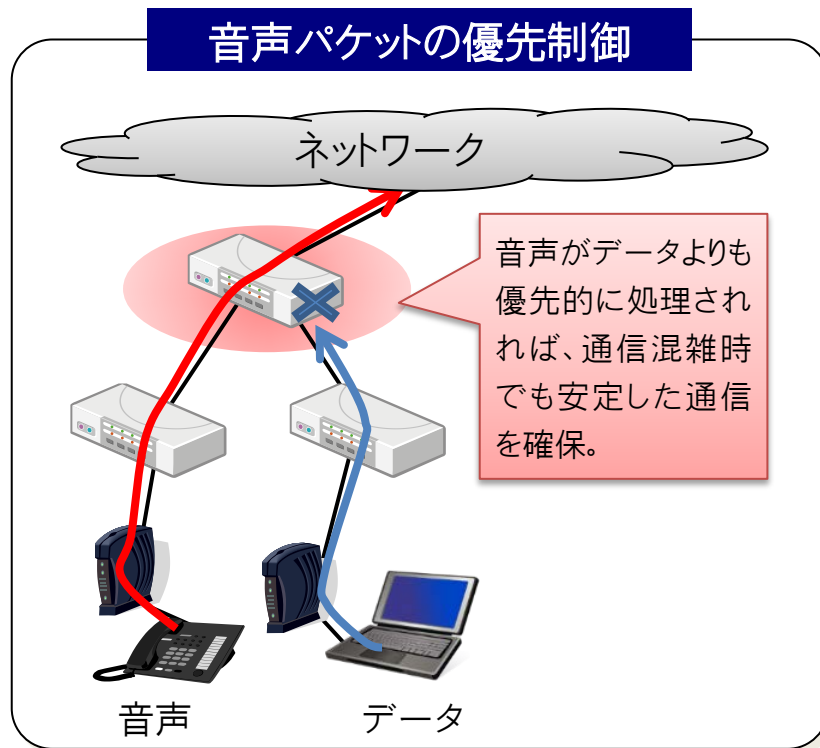 音声パケットの優先制御
ネットワーク
音声がデータよりも
優先的に処理され
れば、通信混雑時
でも安定した通信
を確保。
音声
データ